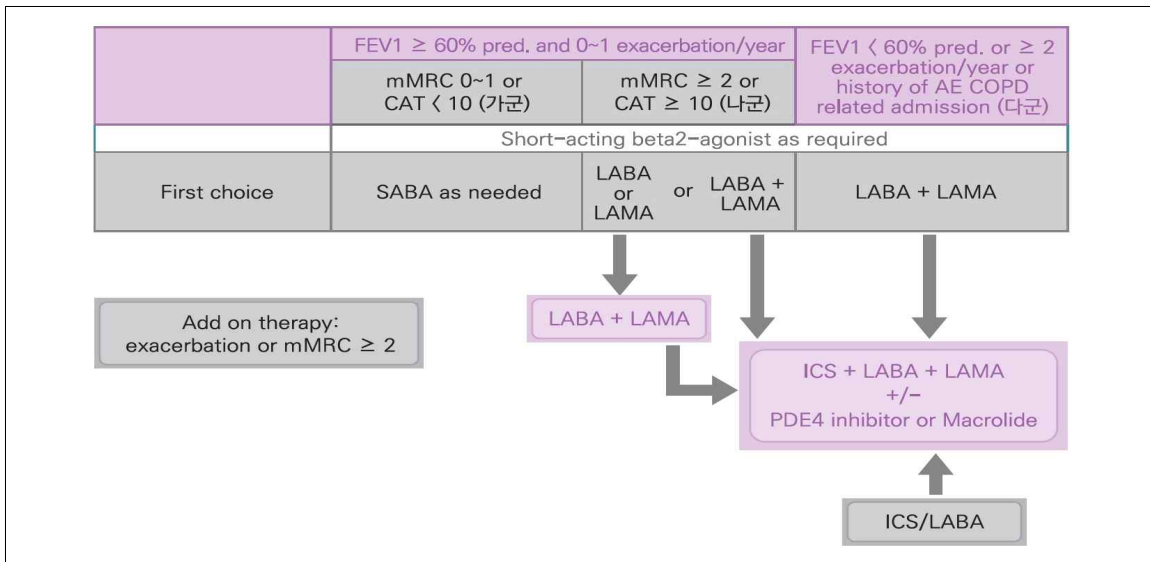 FEV1 ≥ 60% pred. and 0~1 exacerbation/year
FEV1 < 60% pred. or ≥ 2
exacerbation/year or
history of AE COPD
related admission (다군)
mMRC 0~1 or
CAT < 10 (가군)
mMRC ≥ 2 or
CAT ≥ 10 (나군)
Short-acting beta2-agonist as required
First choice
SABA as needed
LABA
or
LAMA
or
LABA +
LAMA
LABA + LAMA
Add on therapy:
exacerbation or mMRC ≥ 2
LABA + LAMA
ICS + LABA + LAMA
+/-
PDE4 inhibitor or Macrolide
ICS/LABA